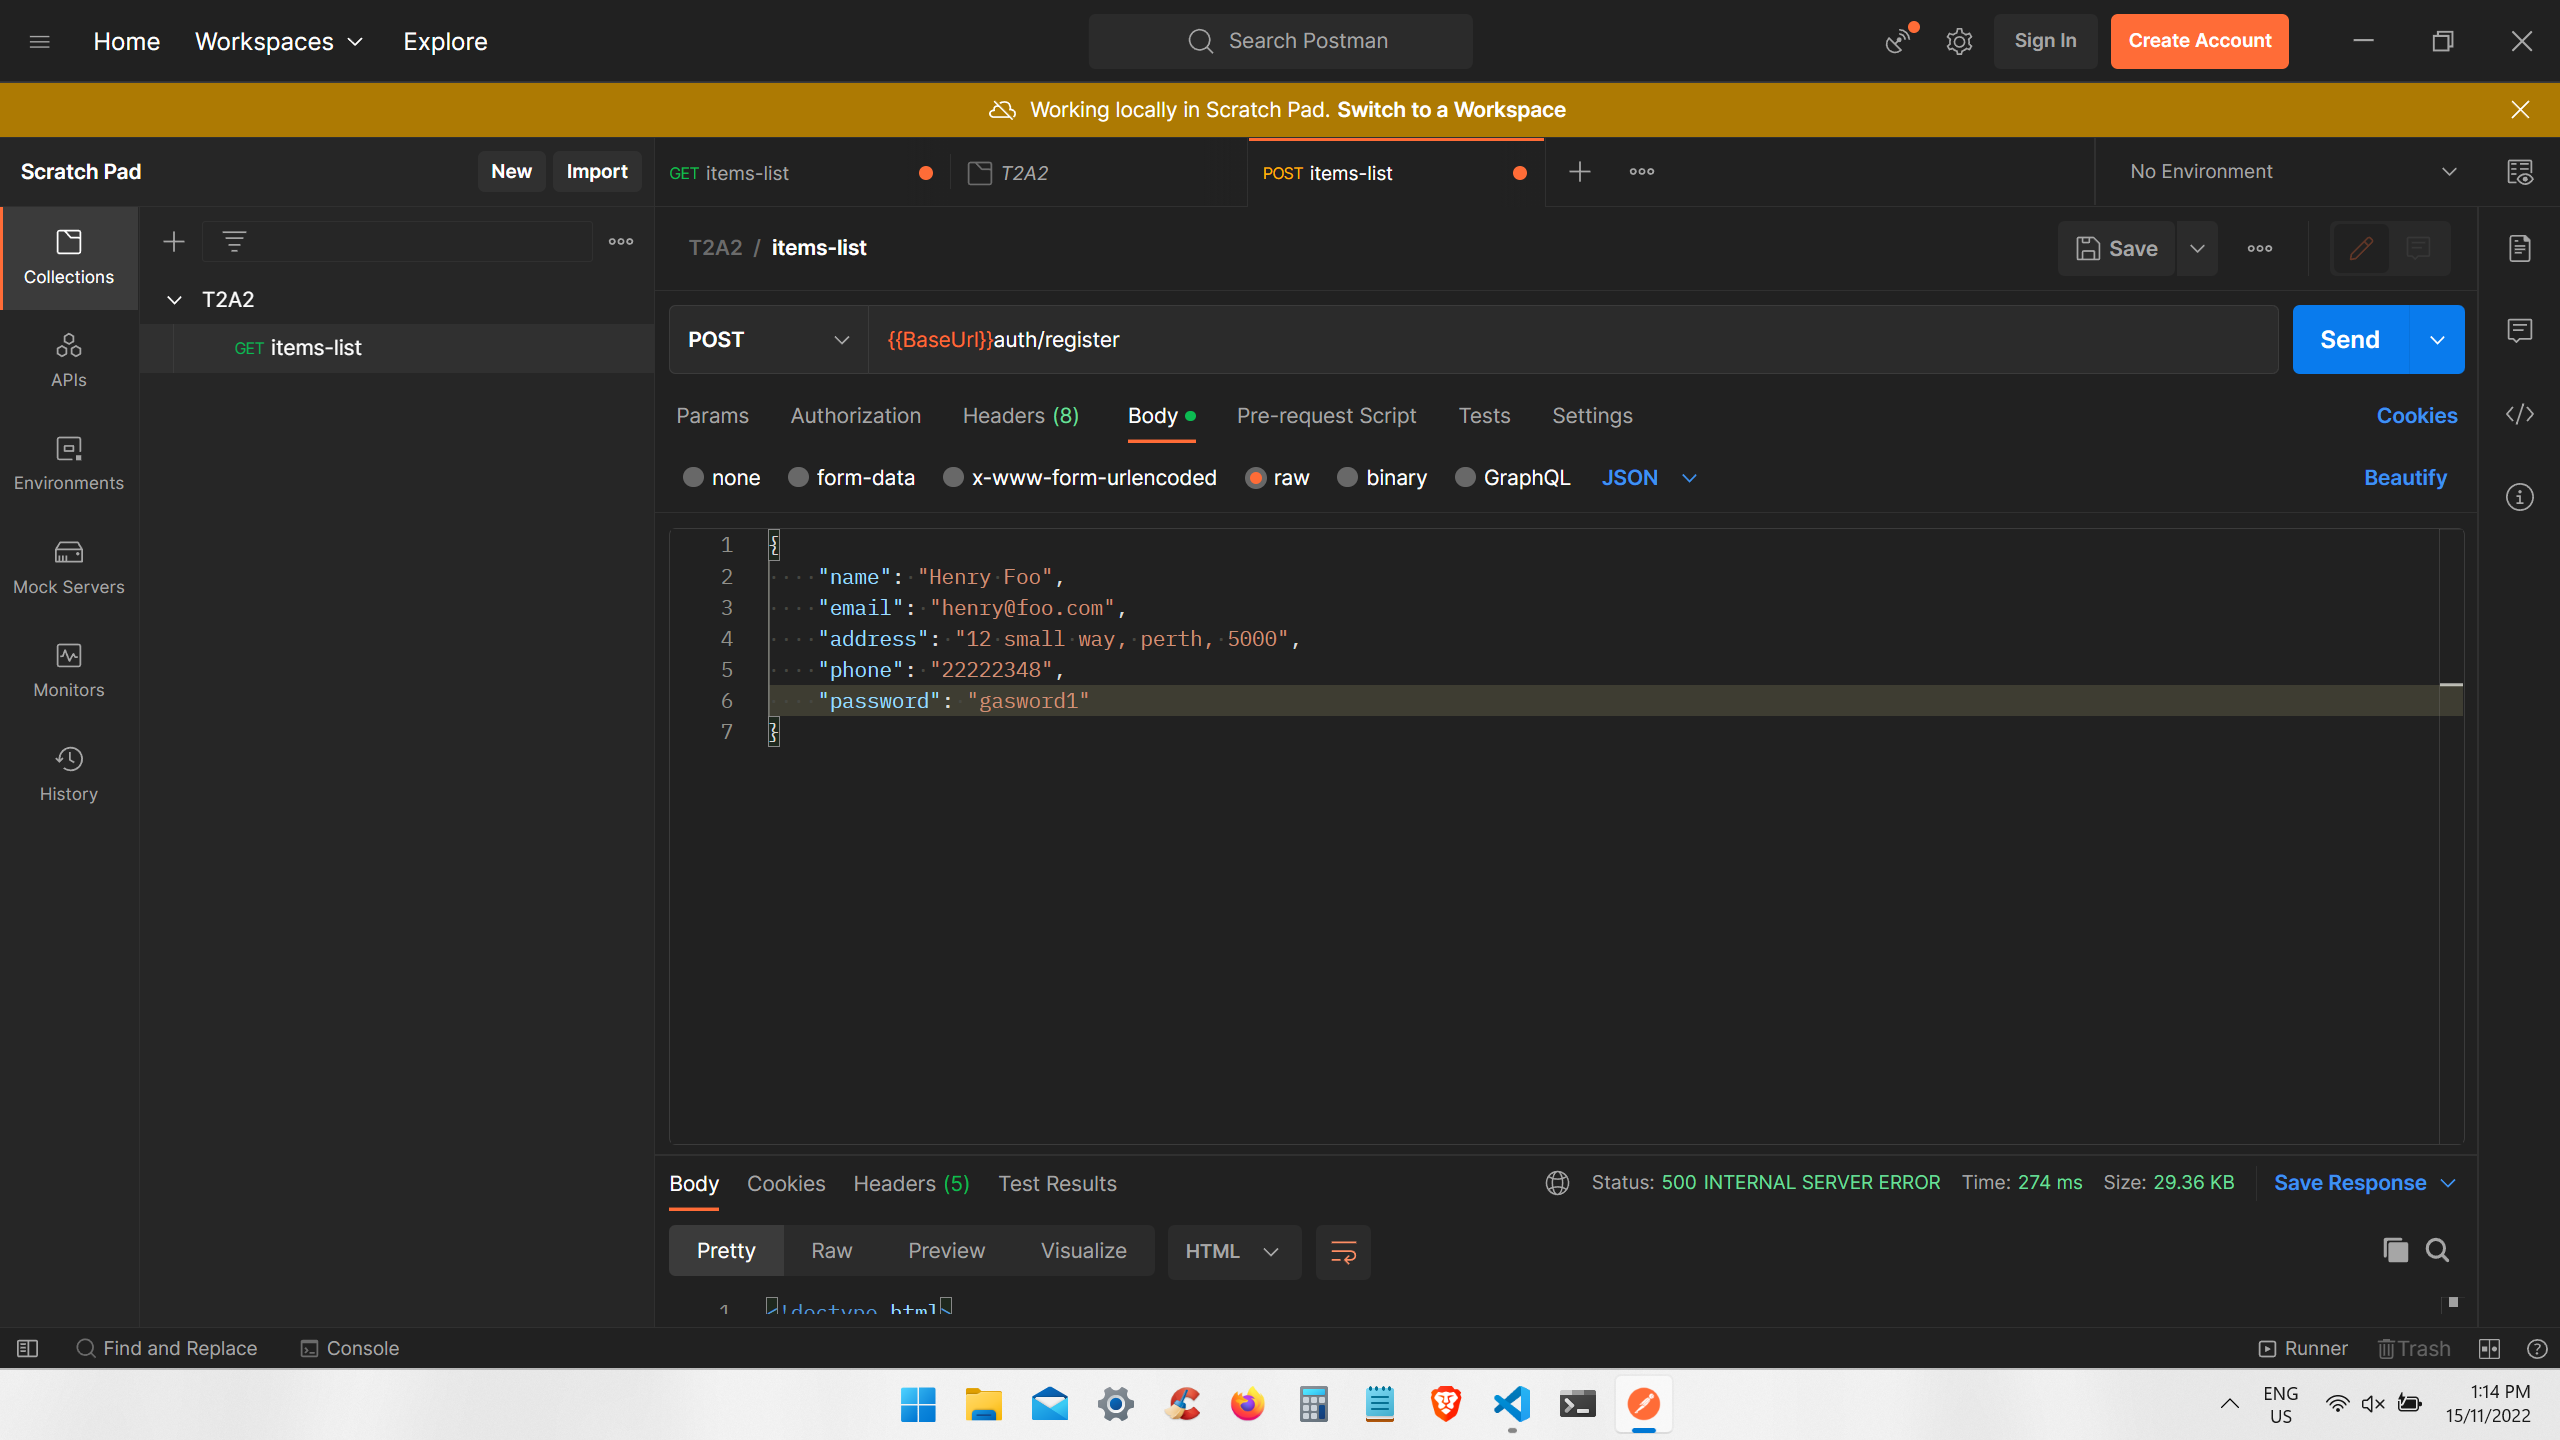 Home Workspaces Explore
Search Postman
Sign In Create Account
Working locally in Scratch Pad. Switch to a Workspace
Scratch Pad New Import
GET items-list T2A2 POST items-list
No Environment
Collections
APIs
Environments
Mock Servers
Monitors
History
T2A2
GET items-list
T2A2 / items-list
Save
POST {{BaseUrl}}auth/register Send
Params Authorization Headers (8) Body Pre-request Script Tests Settings Cookies
none form-data x-www-form-urlencoded raw binary GraphQL JSON Beautify
1 {
2 "name": "Henry Foo",
3 "email": "henry@foo.com",
4 "address": "12 small way, perth, 5000",
5 "phone": "22222348",
6 "password": "gasword1"
7 }
Body Cookies Headers (5) Test Results
Status: 500 INTERNAL SERVER ERROR Time: 274 ms Size: 29.36 KB Save Response
Pretty Raw Preview Visualize HTML
1 <!doctype html>
Find and Replace Console
Runner Trash
ENG
US
1:14 PM
15/11/2022